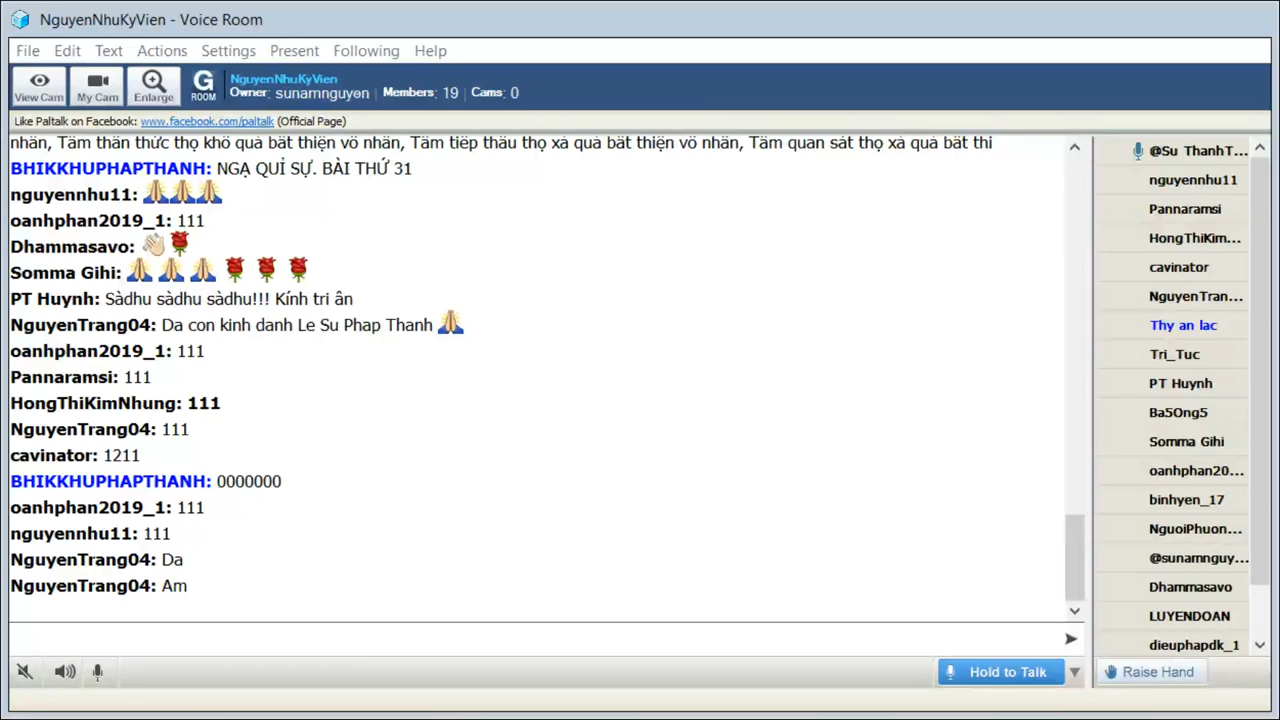 NguyenNhuKyVien - Voice Room
File Edit Text Actions Settings Present Following Help
View Cam My Cam Enlarge G ROOM NguyenNhuKyVien
Owner: sunamnguyen | Members: 19 | Cams: 0
Like Paltalk on Facebook: www.facebook.com/paltalk (Official Page)
nhân, Tâm thân thức thọ khổ quả bất thiện vô nhân, Tâm tiếp thâu thọ xả quả bất thiện vô nhân, Tâm quan sát thọ xả quả bất thi
BHIKKHUPHAPTHANH: NGẠ QUỈ SỰ. BÀI THỨ 31
nguyennhu11: 🙏🙏🙏
oanhphan2019_1: 111
Dhammasavo: 👏🏻🌹
Somma Gihi: 🙏 🙏 🙏 🌹 🌹 🌹
PT Huynh: Sàdhu sàdhu sàdhu!!! Kính tri ân
NguyenTrang04: Da con kinh danh Le Su Phap Thanh 🙏
oanhphan2019_1: 111
Pannaramsi: 111
HongThiKimNhung: 111
NguyenTrang04: 111
cavinator: 1211
BHIKKHUPHAPTHANH: 0000000
oanhphan2019_1: 111
nguyennhu11: 111
NguyenTrang04: Da
NguyenTrang04: Am
@Su ThanhT...
nguyennhu11
Pannaramsi
HongThiKim...
cavinator
NguyenTran...
Thy an lac
Tri_Tuc
PT Huynh
Ba5Ong5
Somma Gihi
oanhphan20...
binhyen_17
NguoiPhuon...
@sunamnguy...
Dhammasavo
LUYENDOAN
dieuphapdk_1
Hold to Talk
Raise Hand